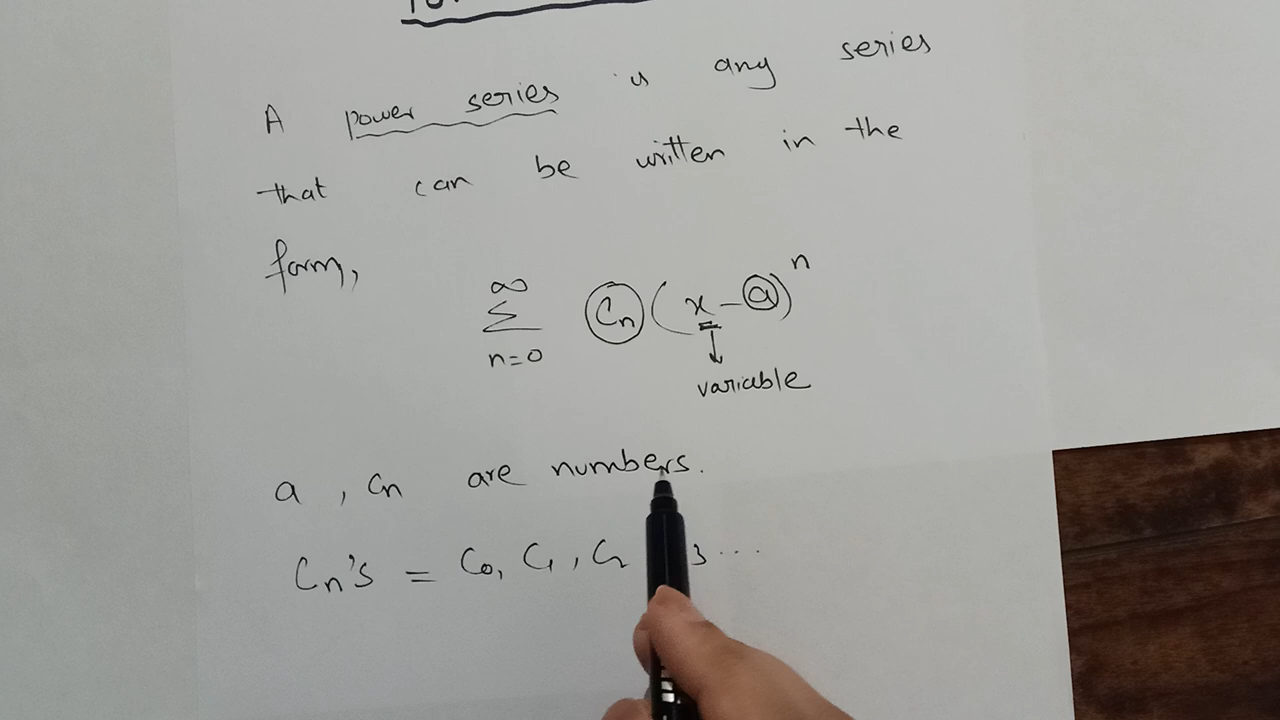 A power series is any series
that can be written in the
form,
∞
Σ Cn (x - a)^n
n=0
variable
a , Cn are numbers.
Cn's = C0, C1, C2 3 ...